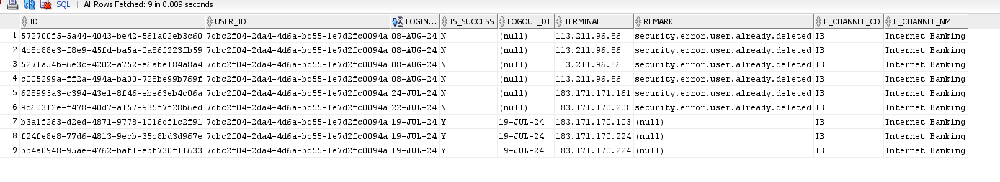 SQL | All Rows Fetched: 9 in 0.009 seconds
ID USER_ID LOGIN... IS_SUCCESS LOGOUT_DT TERMINAL REMARK E_CHANNEL_CD E_CHANNEL_NM
1 572700f5-5a44-4043-be42-561a02eb3c60 7cbc2f04-2da4-4d6a-bc55-1e7d2fc0094a 08-AUG-24 N (null) 113.211.96.86 security.error.user.already.deleted IB Internet Banking
2 4c8c88e3-f8e9-45fd-ba5a-0a86f223fb59 7cbc2f04-2da4-4d6a-bc55-1e7d2fc0094a 08-AUG-24 N (null) 113.211.96.86 security.error.user.already.deleted IB Internet Banking
3 5271a54b-6e3c-4202-a752-e6abe184a8a4 7cbc2f04-2da4-4d6a-bc55-1e7d2fc0094a 08-AUG-24 N (null) 113.211.96.86 security.error.user.already.deleted IB Internet Banking
4 c005299a-ff2a-494a-ba00-728be99b769f 7cbc2f04-2da4-4d6a-bc55-1e7d2fc0094a 08-AUG-24 N (null) 113.211.96.86 security.error.user.already.deleted IB Internet Banking
5 628995a3-c394-43e1-8f46-ebe63eb4c06a 7cbc2f04-2da4-4d6a-bc55-1e7d2fc0094a 24-JUL-24 N (null) 183.171.171.161 security.error.user.already.deleted IB Internet Banking
6 9c60312e-f478-40d7-a157-935f7f28b6ed 7cbc2f04-2da4-4d6a-bc55-1e7d2fc0094a 22-JUL-24 N (null) 183.171.170.208 security.error.user.already.deleted IB Internet Banking
7 b3a1f263-d2ed-4871-9778-1016cf1c2f91 7cbc2f04-2da4-4d6a-bc55-1e7d2fc0094a 19-JUL-24 Y 19-JUL-24 183.171.170.103 (null) IB Internet Banking
8 f24fe8e8-77d6-4813-9ecb-35c8bd3d967e 7cbc2f04-2da4-4d6a-bc55-1e7d2fc0094a 19-JUL-24 Y 19-JUL-24 183.171.170.224 (null) IB Internet Banking
9 bb4a0948-95ae-4762-baf1-ebf730f11633 7cbc2f04-2da4-4d6a-bc55-1e7d2fc0094a 19-JUL-24 Y 19-JUL-24 183.171.170.224 (null) IB Internet Banking